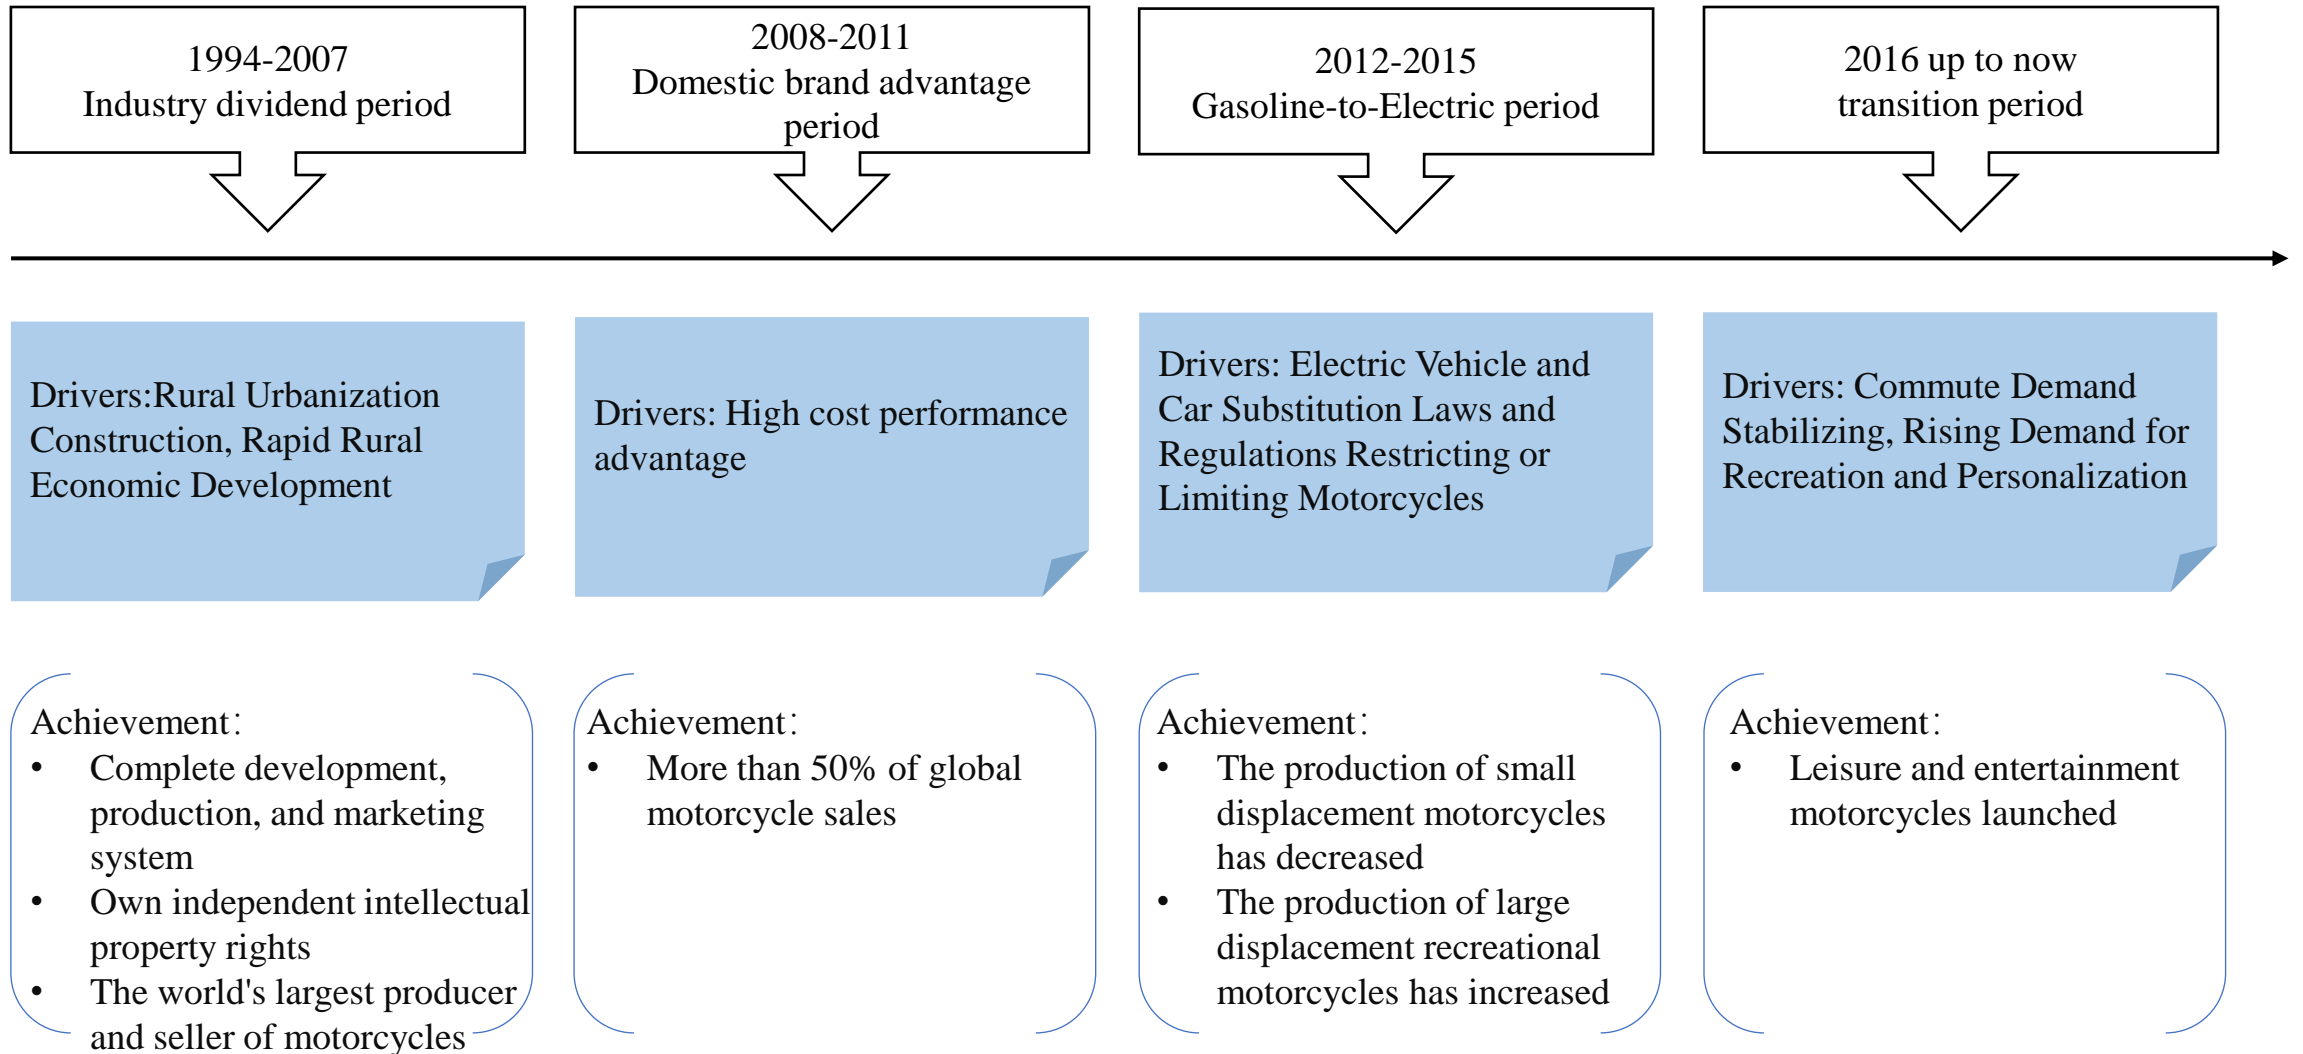 1994-2007
Industry dividend period
2008-2011
Domestic brand advantage
period
2012-2015
Gasoline-to-Electric period
2016 up to now
transition period
Drivers:Rural Urbanization
Construction, Rapid Rural
Economic Development
Drivers: High cost performance
advantage
Drivers: Electric Vehicle and
Car Substitution Laws and
Regulations Restricting or
Limiting Motorcycles
Drivers: Commute Demand
Stabilizing, Rising Demand for
Recreation and Personalization
Achievement：
• Complete development,
production, and marketing
system
• Own independent intellectual
property rights
• The world's largest producer
and seller of motorcycles
Achievement：
• More than 50% of global
motorcycle sales
Achievement：
• The production of small
displacement motorcycles
has decreased
• The production of large
displacement recreational
motorcycles has increased
Achievement：
• Leisure and entertainment
motorcycles launched